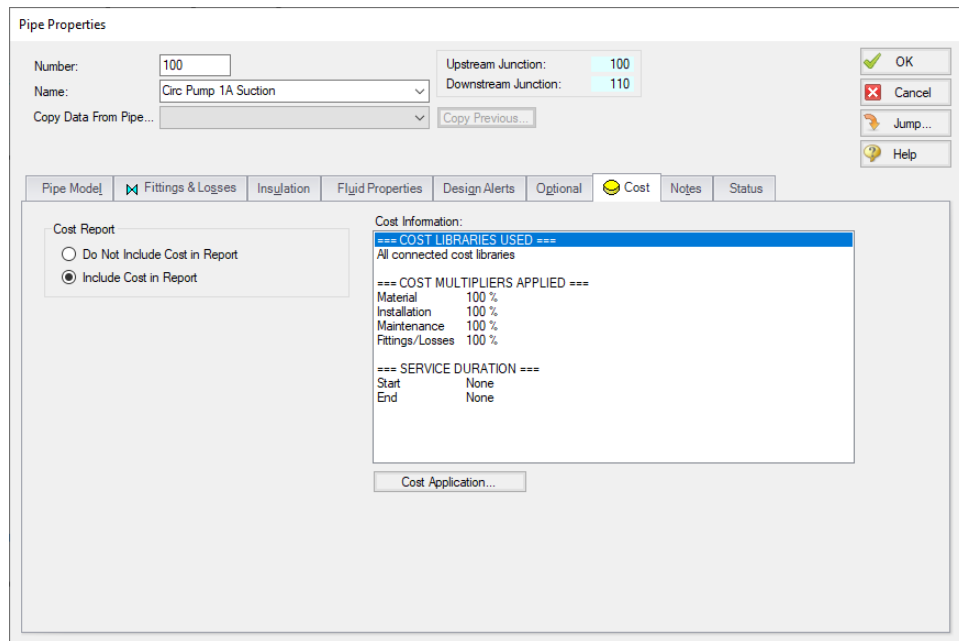 Pipe Properties
Number: 100
Name: Circ Pump 1A Suction
Copy Data From Pipe... Copy Previous...
Upstream Junction: 100
Downstream Junction: 110
OK
Cancel
Jump...
Help
Pipe Model Fittings & Losses Insulation Fluid Properties Design Alerts Optional Cost Notes Status
Cost Report
Do Not Include Cost in Report
Include Cost in Report
Cost Information:
=== COST LIBRARIES USED ===
All connected cost libraries
=== COST MULTIPLIERS APPLIED ===
Material 100 %
Installation 100 %
Maintenance 100 %
Fittings/Losses 100 %
=== SERVICE DURATION ===
Start None
End None
Cost Application...